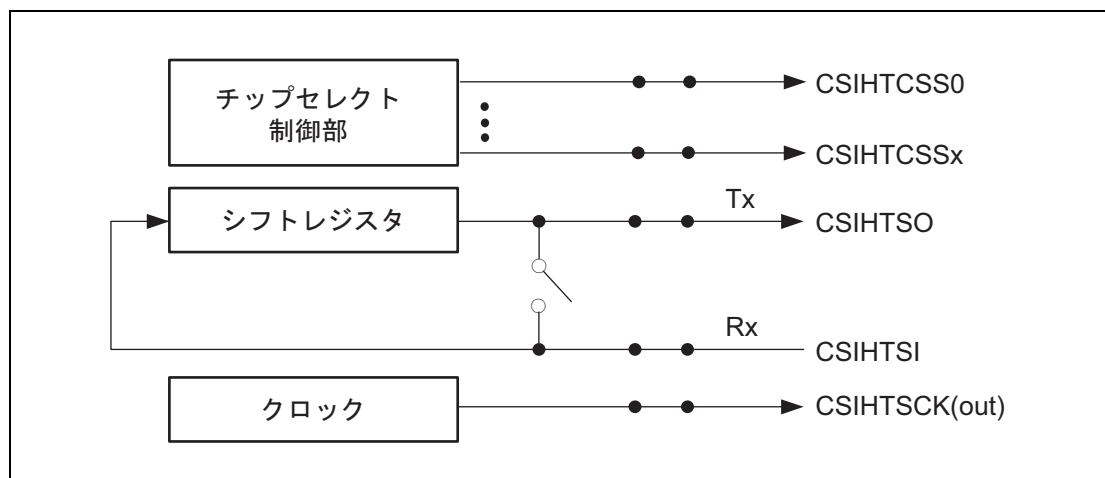 チップセレクト
制御部
CSIHTCSS0
CSIHTCSSx
シフトレジスタ
Tx
CSIHTSO
Rx
CSIHTSI
クロック
CSIHTSCK(out)